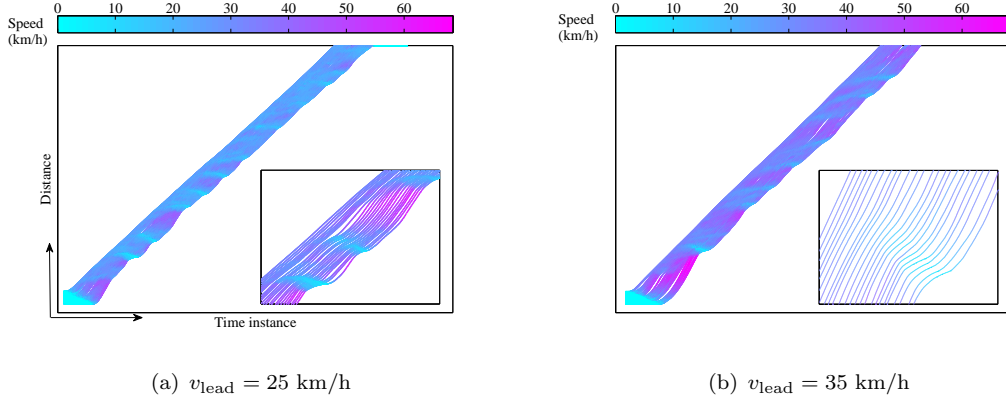 0 10 20 30 40 50 60
Speed
(km/h)
Distance
Time instance
(a) v_lead = 25 km/h
0 10 20 30 40 50 60
Speed
(km/h)
(b) v_lead = 35 km/h